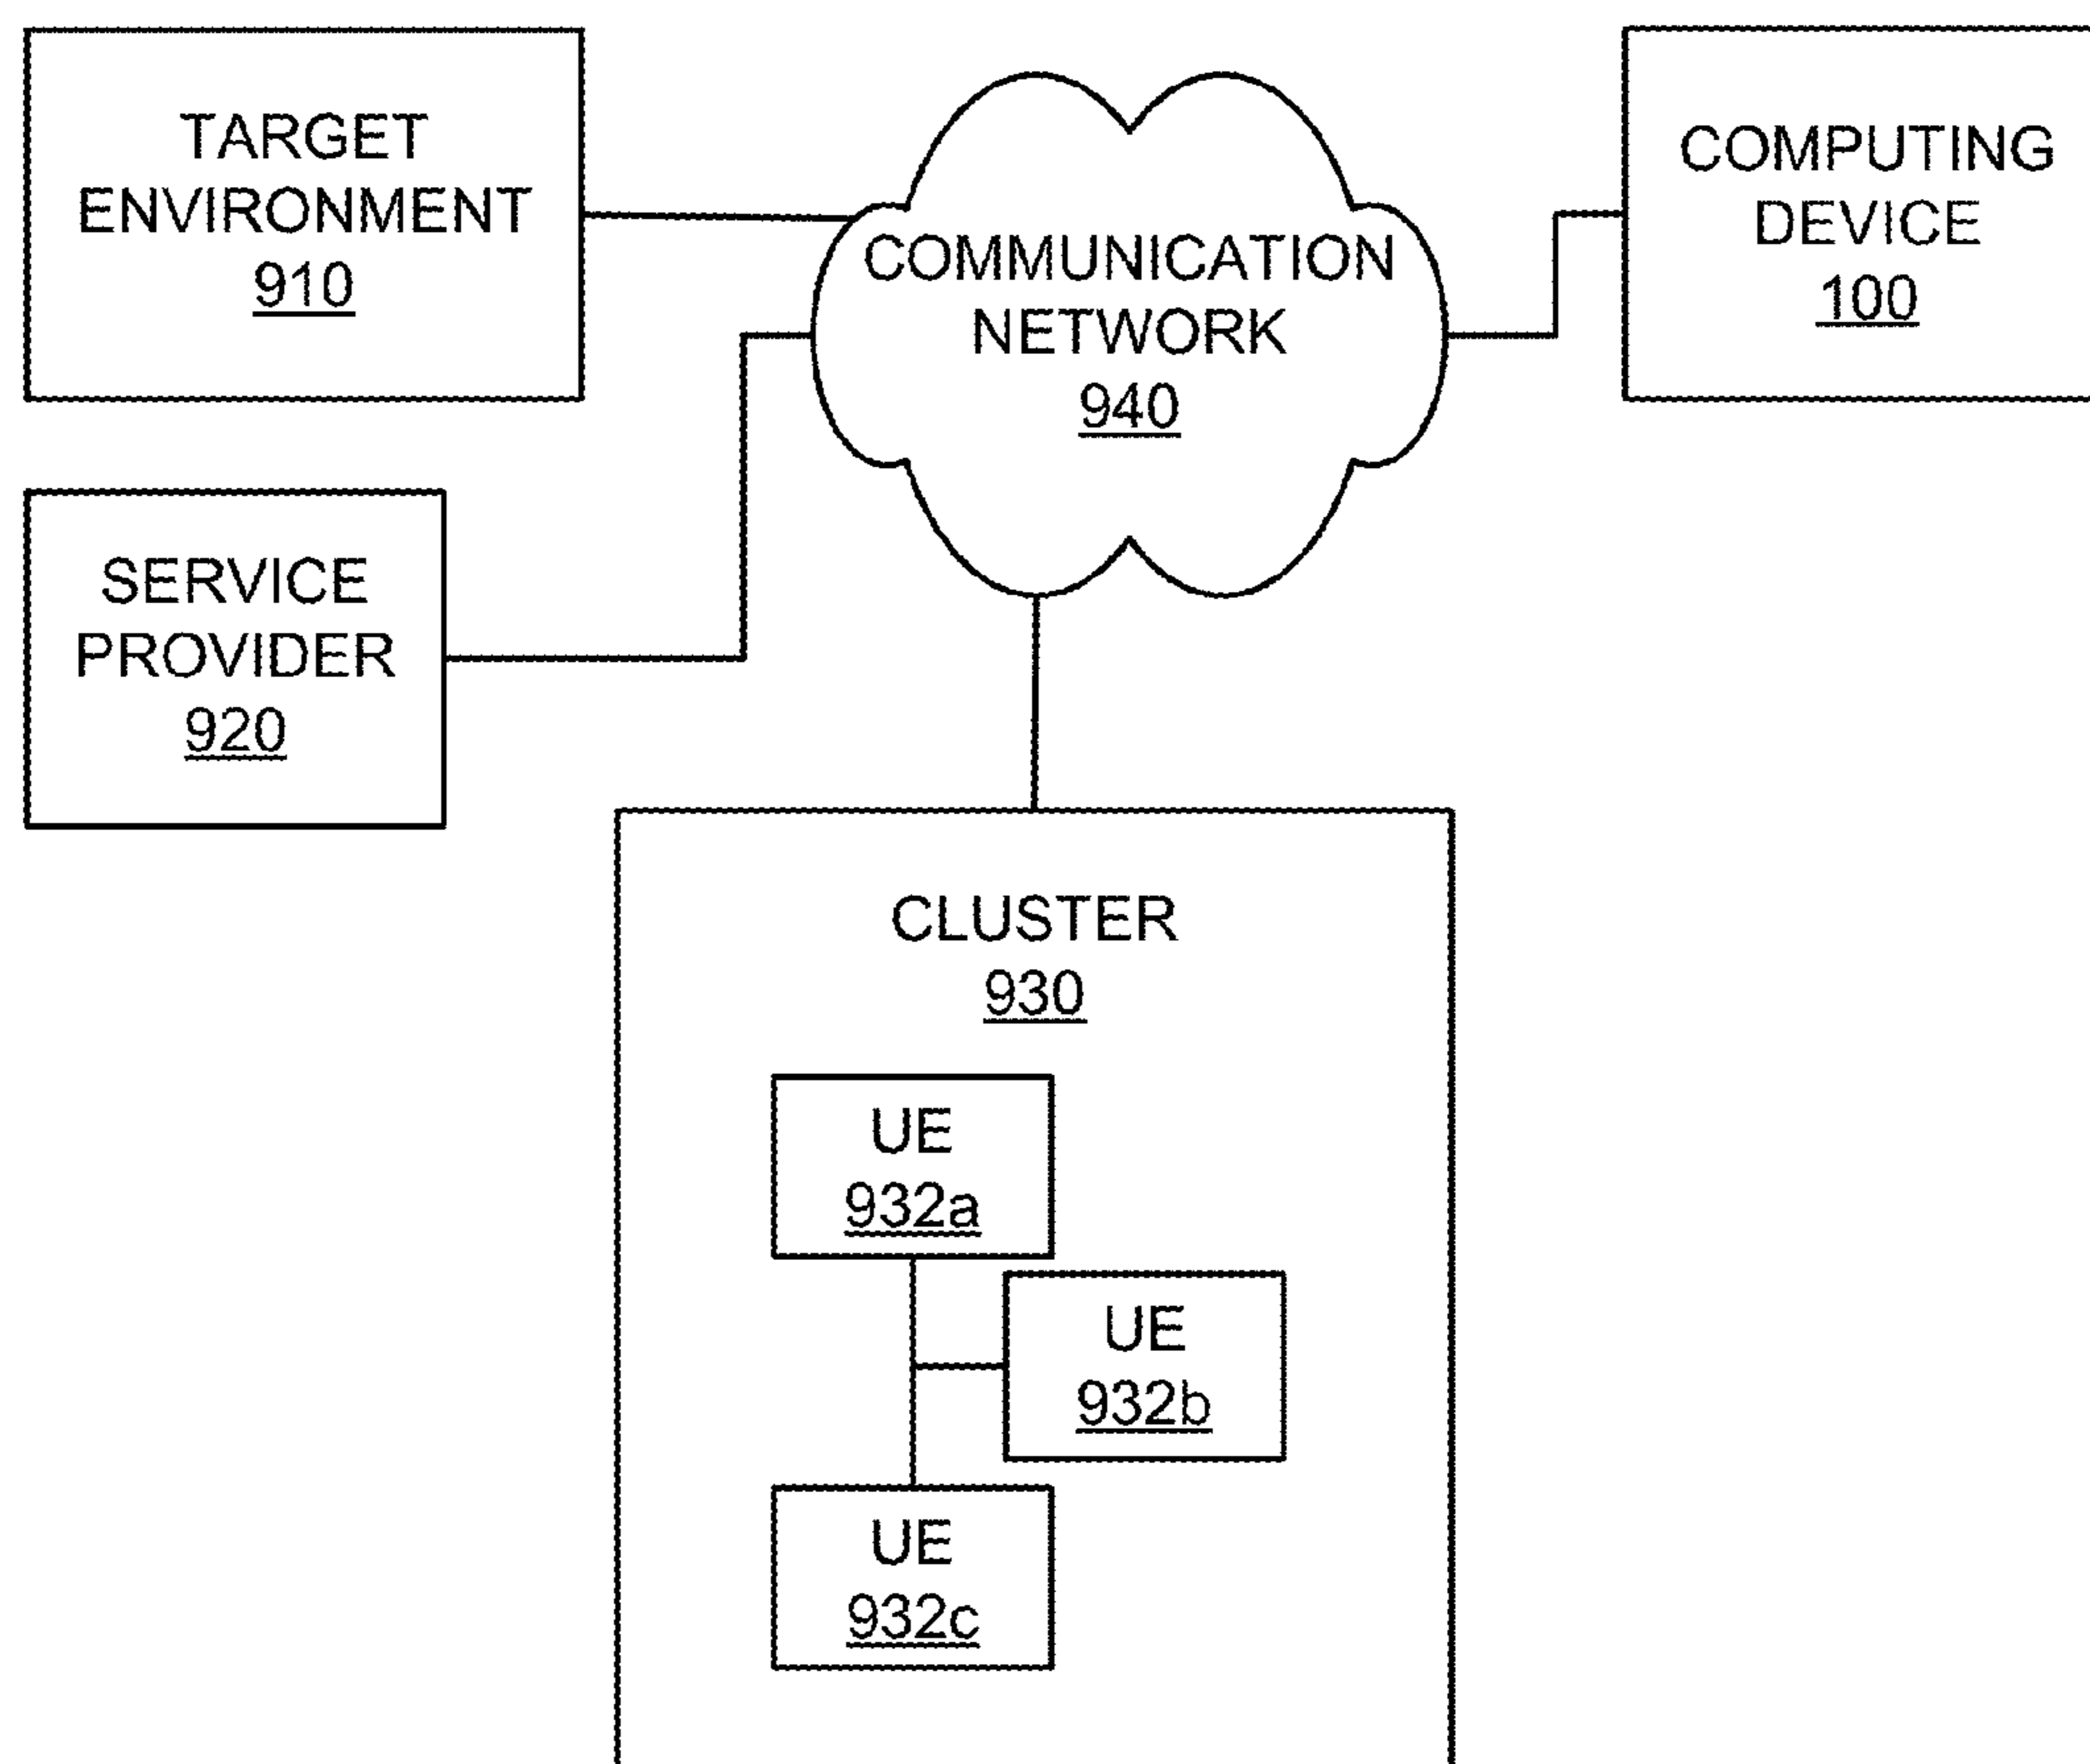 TARGET
ENVIRONMENT
910
COMMUNICATION
NETWORK
940
COMPUTING
DEVICE
100
SERVICE
PROVIDER
920
CLUSTER
930
UE
932a
UE
932b
UE
932c